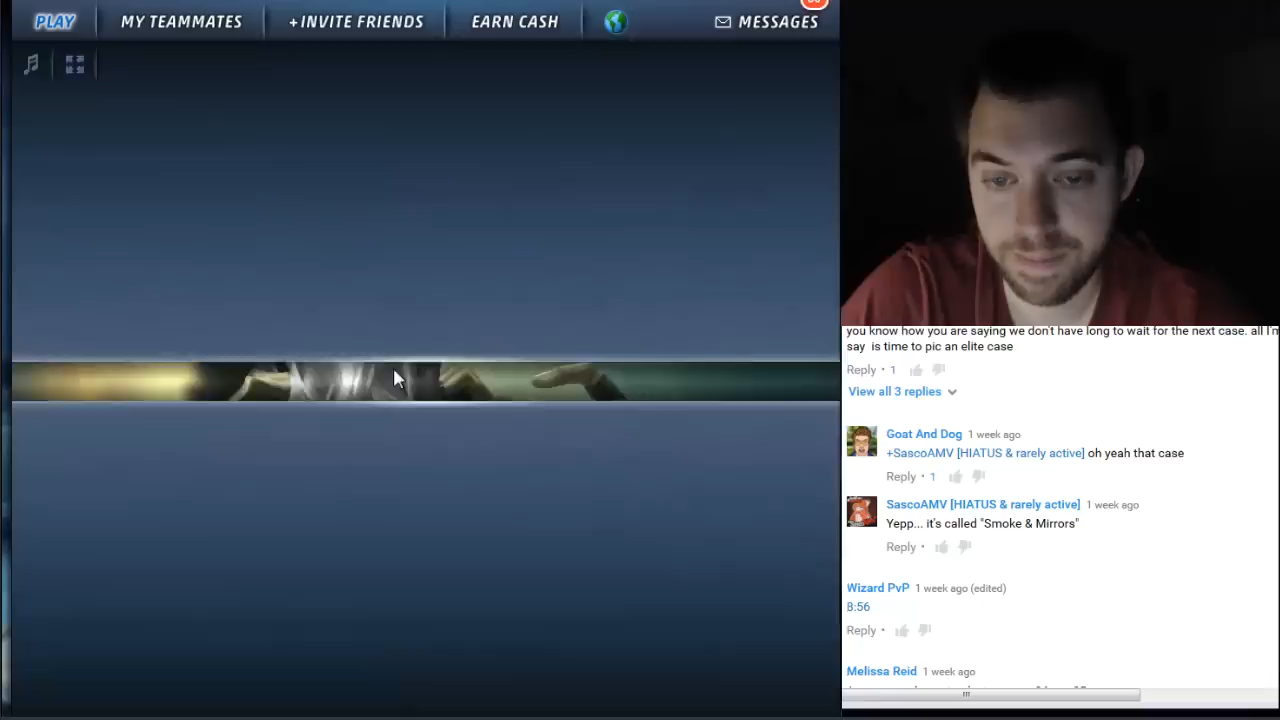 PLAY
MY TEAMMATES
+INVITE FRIENDS
EARN CASH
MESSAGES
you know how you are saying we don't have long to wait for the next case. all I'm
say is time to pic an elite case
Reply • 1
View all 3 replies
Goat And Dog 1 week ago
+SascoAMV [HIATUS & rarely active] oh yeah that case
Reply • 1
SascoAMV [HIATUS & rarely active] 1 week ago
Yepp... it's called "Smoke & Mirrors"
Reply •
Wizard PvP 1 week ago (edited)
8:56
Reply •
Melissa Reid 1 week ago